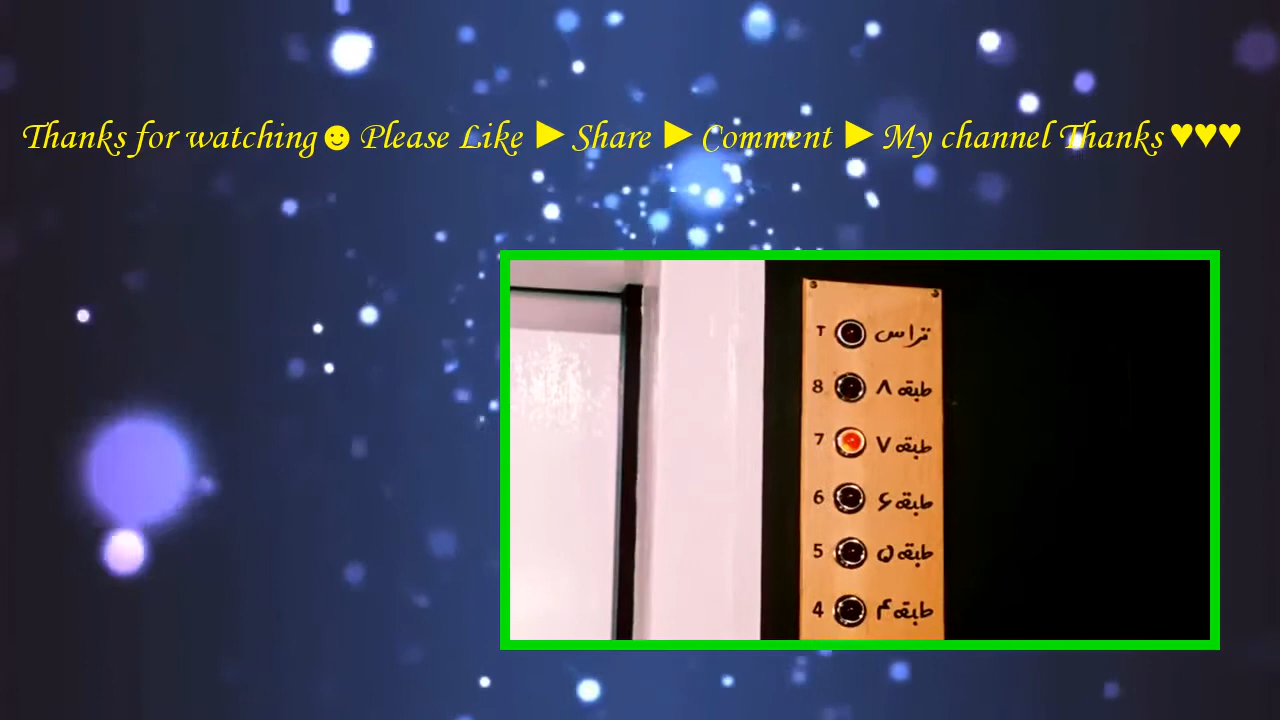 Thanks for watching☻Please Like ►Share ►Comment ►My channel Thanks♥♥♥
T تراس
8 طبقه ۸
7 طبقه ۷
6 طبقه ۶
5 طبقه ۵
4 طبقه ۴